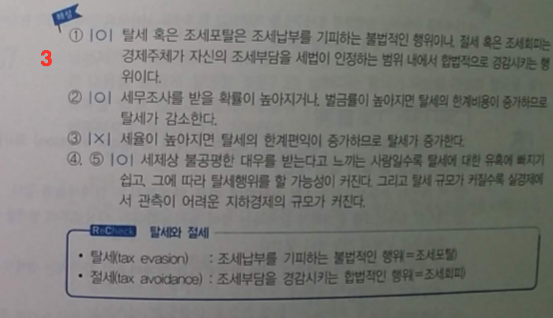 해설
① |O| 탈세 혹은 조세포탈은 조세납부를 기피하는 불법적인 행위이나, 절세 혹은 조세회피는
3
경제주체가 자신의 조세부담을 세법이 인정하는 범위 내에서 합법적으로 경감시키는 행
위이다.
② |O| 세무조사를 받을 확률이 높아지거나, 벌금률이 높아지면 탈세의 한계비용이 증가하므로
탈세가 감소한다.
③ |X| 세율이 높아지면 탈세의 한계편익이 증가하므로 탈세가 증가한다.
④, ⑤ |O| 세제상 불공평한 대우를 받는다고 느끼는 사람일수록 탈세에 대한 유혹에 빠지기
쉽고, 그에 따라 탈세행위를 할 가능성이 커진다. 그리고 탈세 규모가 커질수록 실경제에
서 관측이 어려운 지하경제의 규모가 커진다.
ReCheck 탈세와 절세
• 탈세(tax evasion) : 조세납부를 기피하는 불법적인 행위(=조세포탈)
• 절세(tax avoidance) : 조세부담을 경감시키는 합법적인 행위(=조세회피)